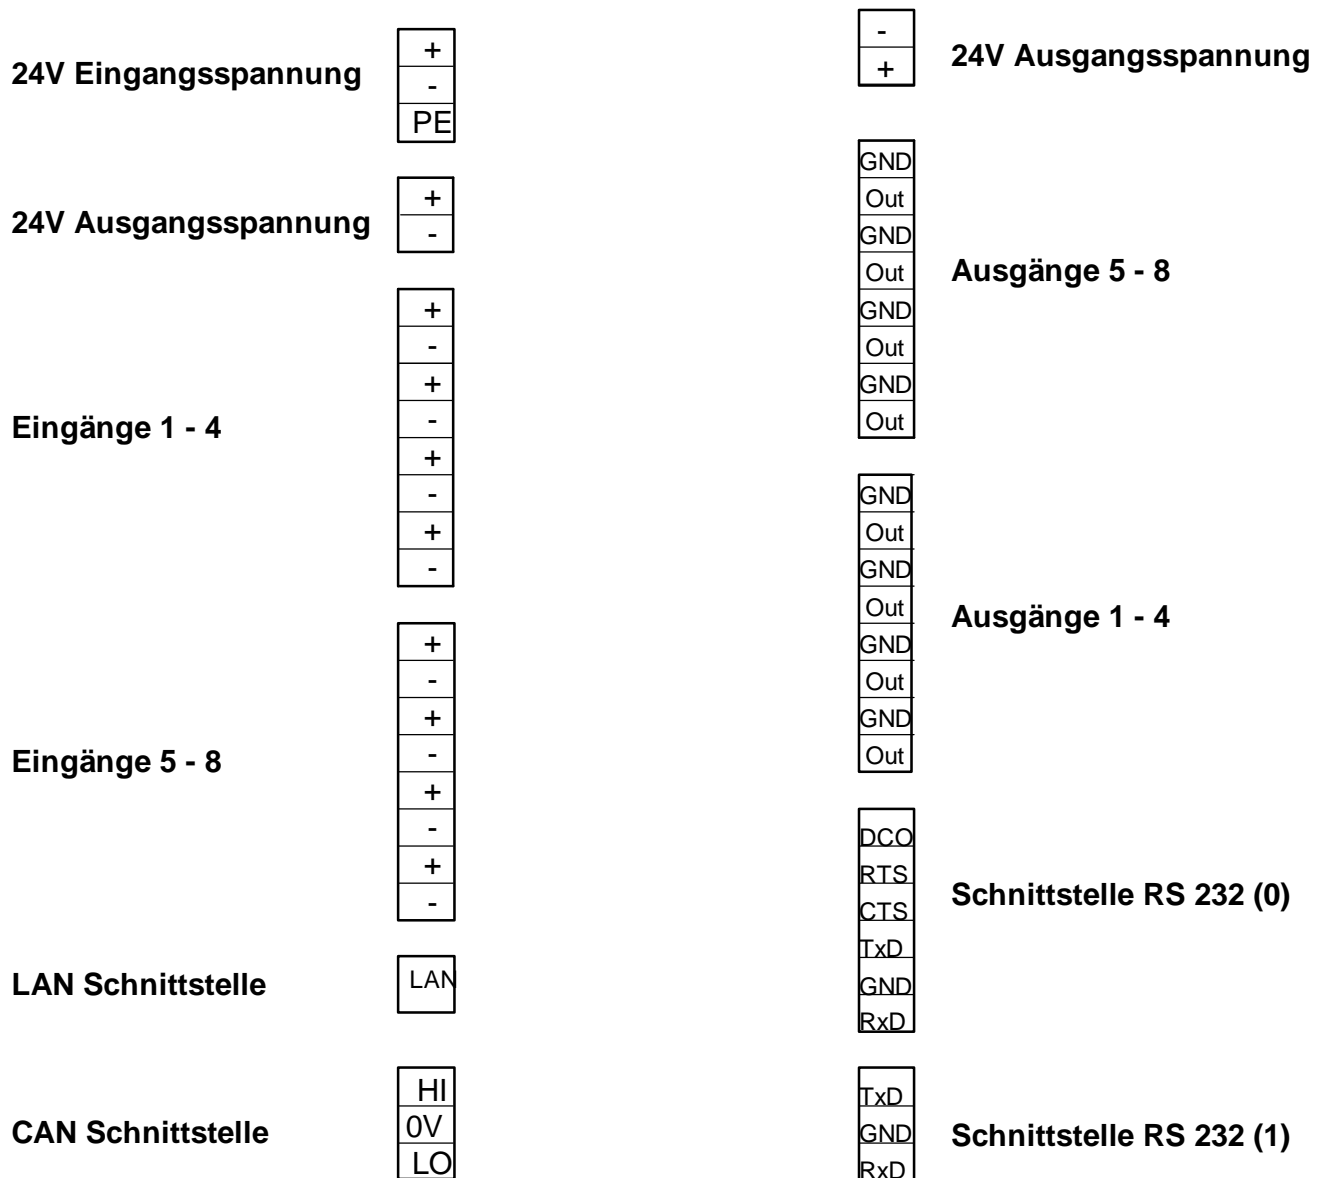 24V Eingangsspannung
+
-
PE
24V Ausgangsspannung
+
-
Eingänge 1 - 4
+
-
+
-
+
-
+
-
Eingänge 5 - 8
+
-
+
-
+
-
+
-
LAN Schnittstelle
LAN
CAN Schnittstelle
HI
0V
LO
-
+
24V Ausgangsspannung
GND
Out
GND
Out
GND
Out
GND
Out
Ausgänge 5 - 8
GND
Out
GND
Out
GND
Out
GND
Out
Ausgänge 1 - 4
DCO
RTS
CTS
TxD
GND
RxD
Schnittstelle RS 232 (0)
TxD
GND
RxD
Schnittstelle RS 232 (1)